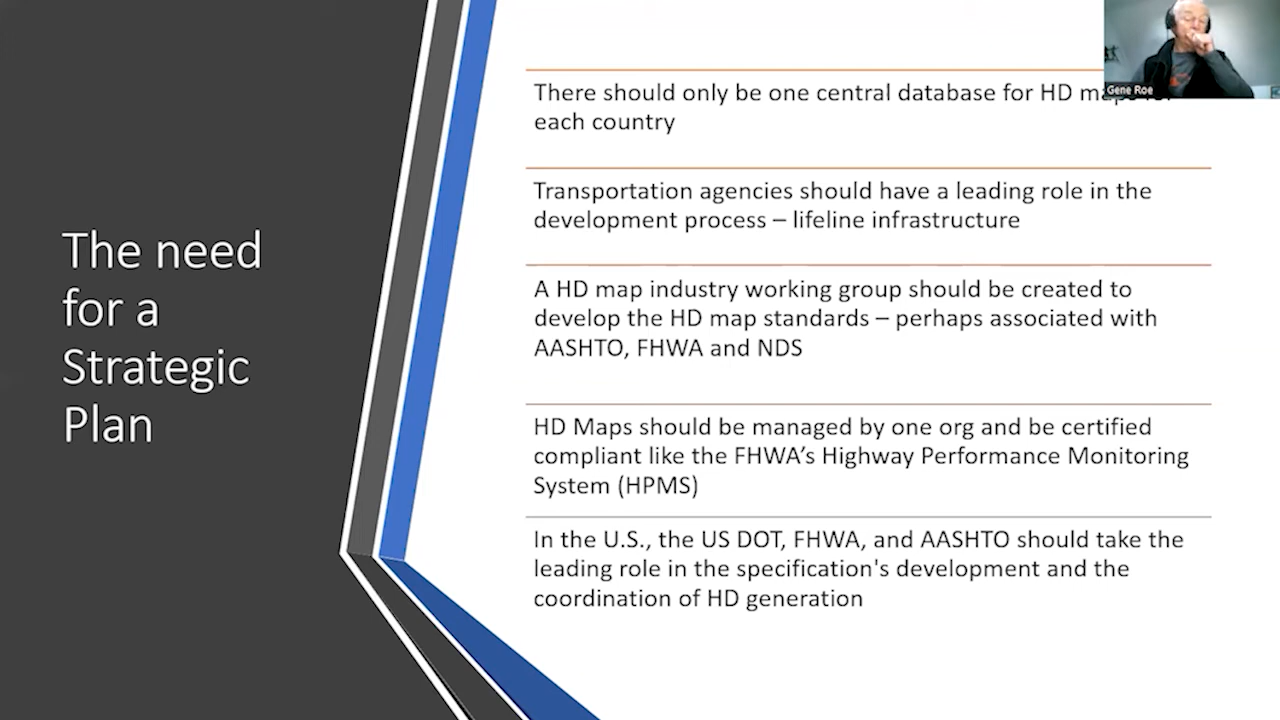 The need
for a
Strategic
Plan
There should only be one central database for HD maps for
each country
Transportation agencies should have a leading role in the
development process – lifeline infrastructure
A HD map industry working group should be created to
develop the HD map standards – perhaps associated with
AASHTO, FHWA and NDS
HD Maps should be managed by one org and be certified
compliant like the FHWA’s Highway Performance Monitoring
System (HPMS)
In the U.S., the US DOT, FHWA, and AASHTO should take the
leading role in the specification's development and the
coordination of HD generation
Gene Roe